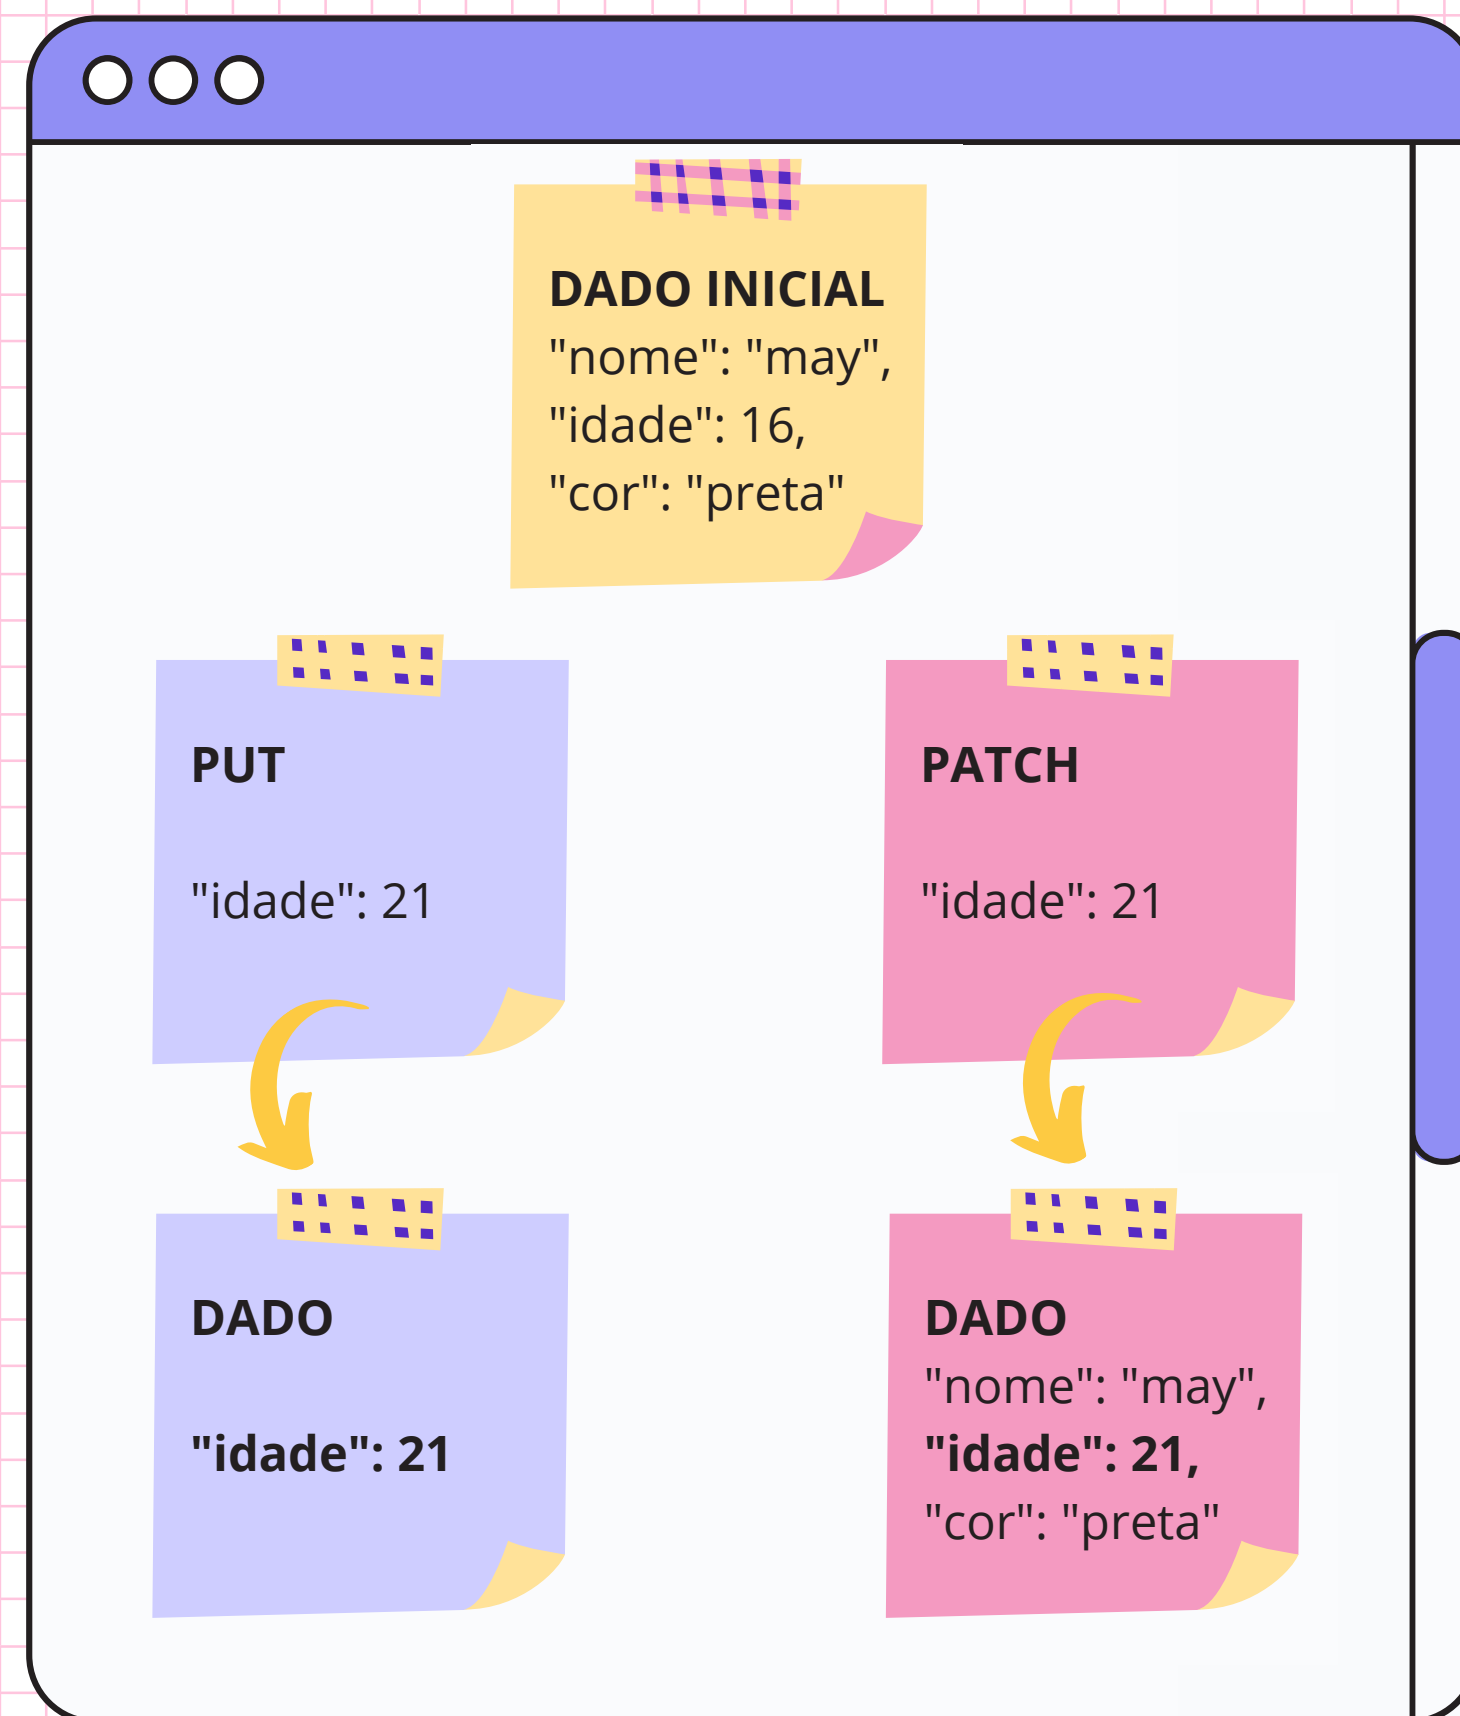 DADO INICIAL
"nome": "may",
"idade": 16,
"cor": "preta"
PUT
"idade": 21
PATCH
"idade": 21
DADO
"idade": 21
DADO
"nome": "may",
"idade": 21,
"cor": "preta"